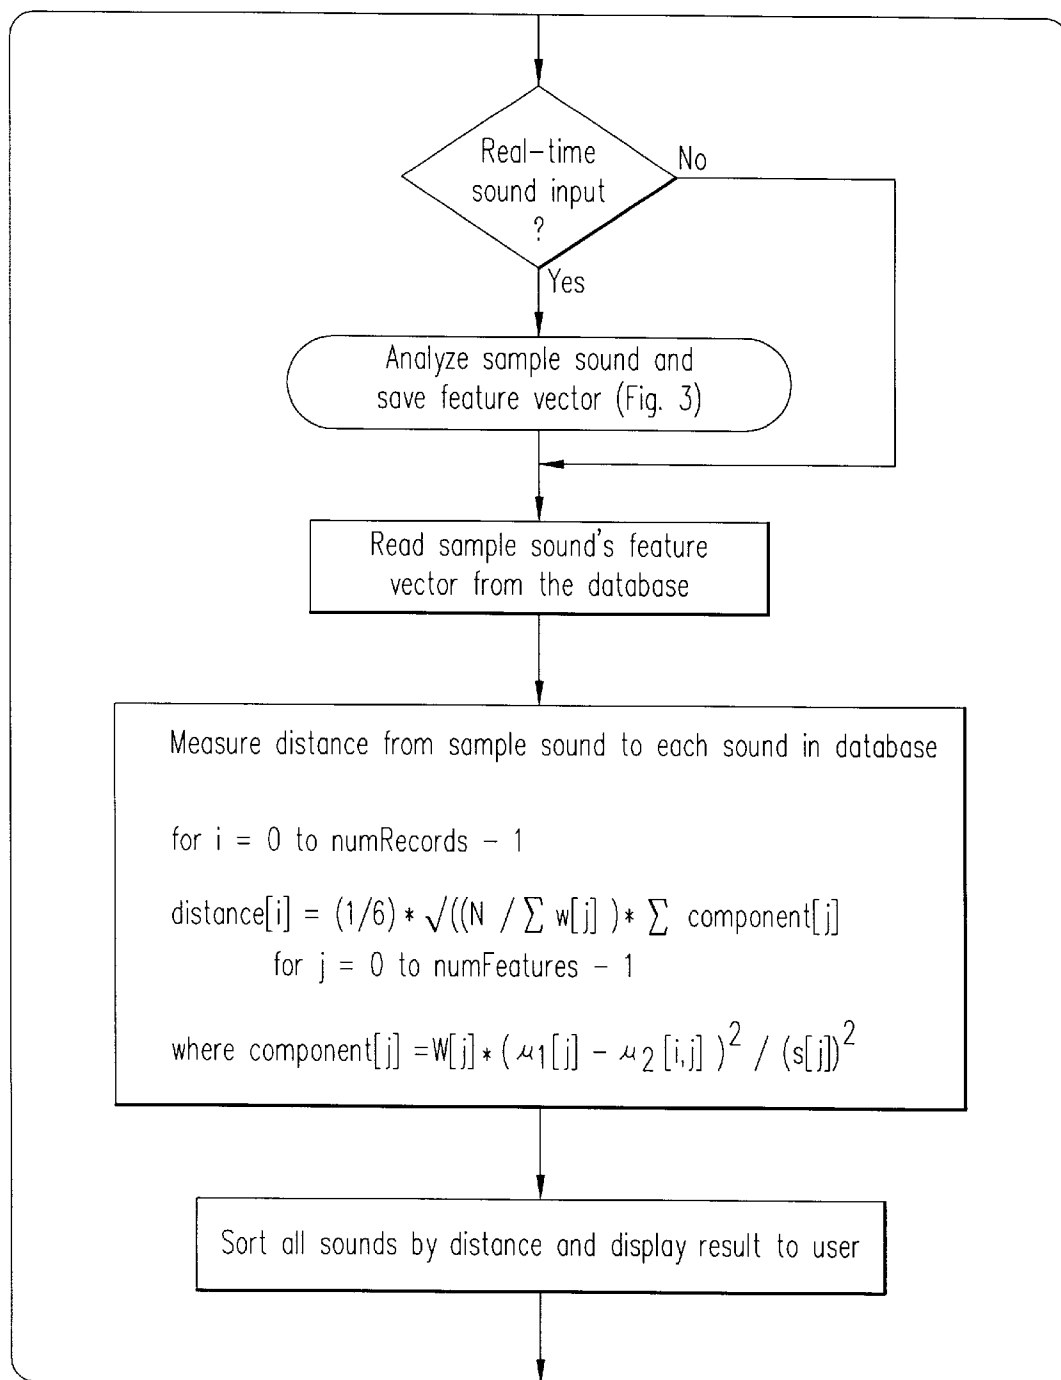 Real-time
sound input
?
No
Yes
Analyze sample sound and
save feature vector (Fig. 3)
Read sample sound's feature
vector from the database
Measure distance from sample sound to each sound in database
for i = 0 to numRecords - 1
distance[i] = (1/6) * √((N / ∑ w[j] ) * ∑ component[j]
for j = 0 to numFeatures - 1
where component[j] =W[j] * ( μ1[j] - μ2 [i,j] )² / (s[j])²
Sort all sounds by distance and display result to user